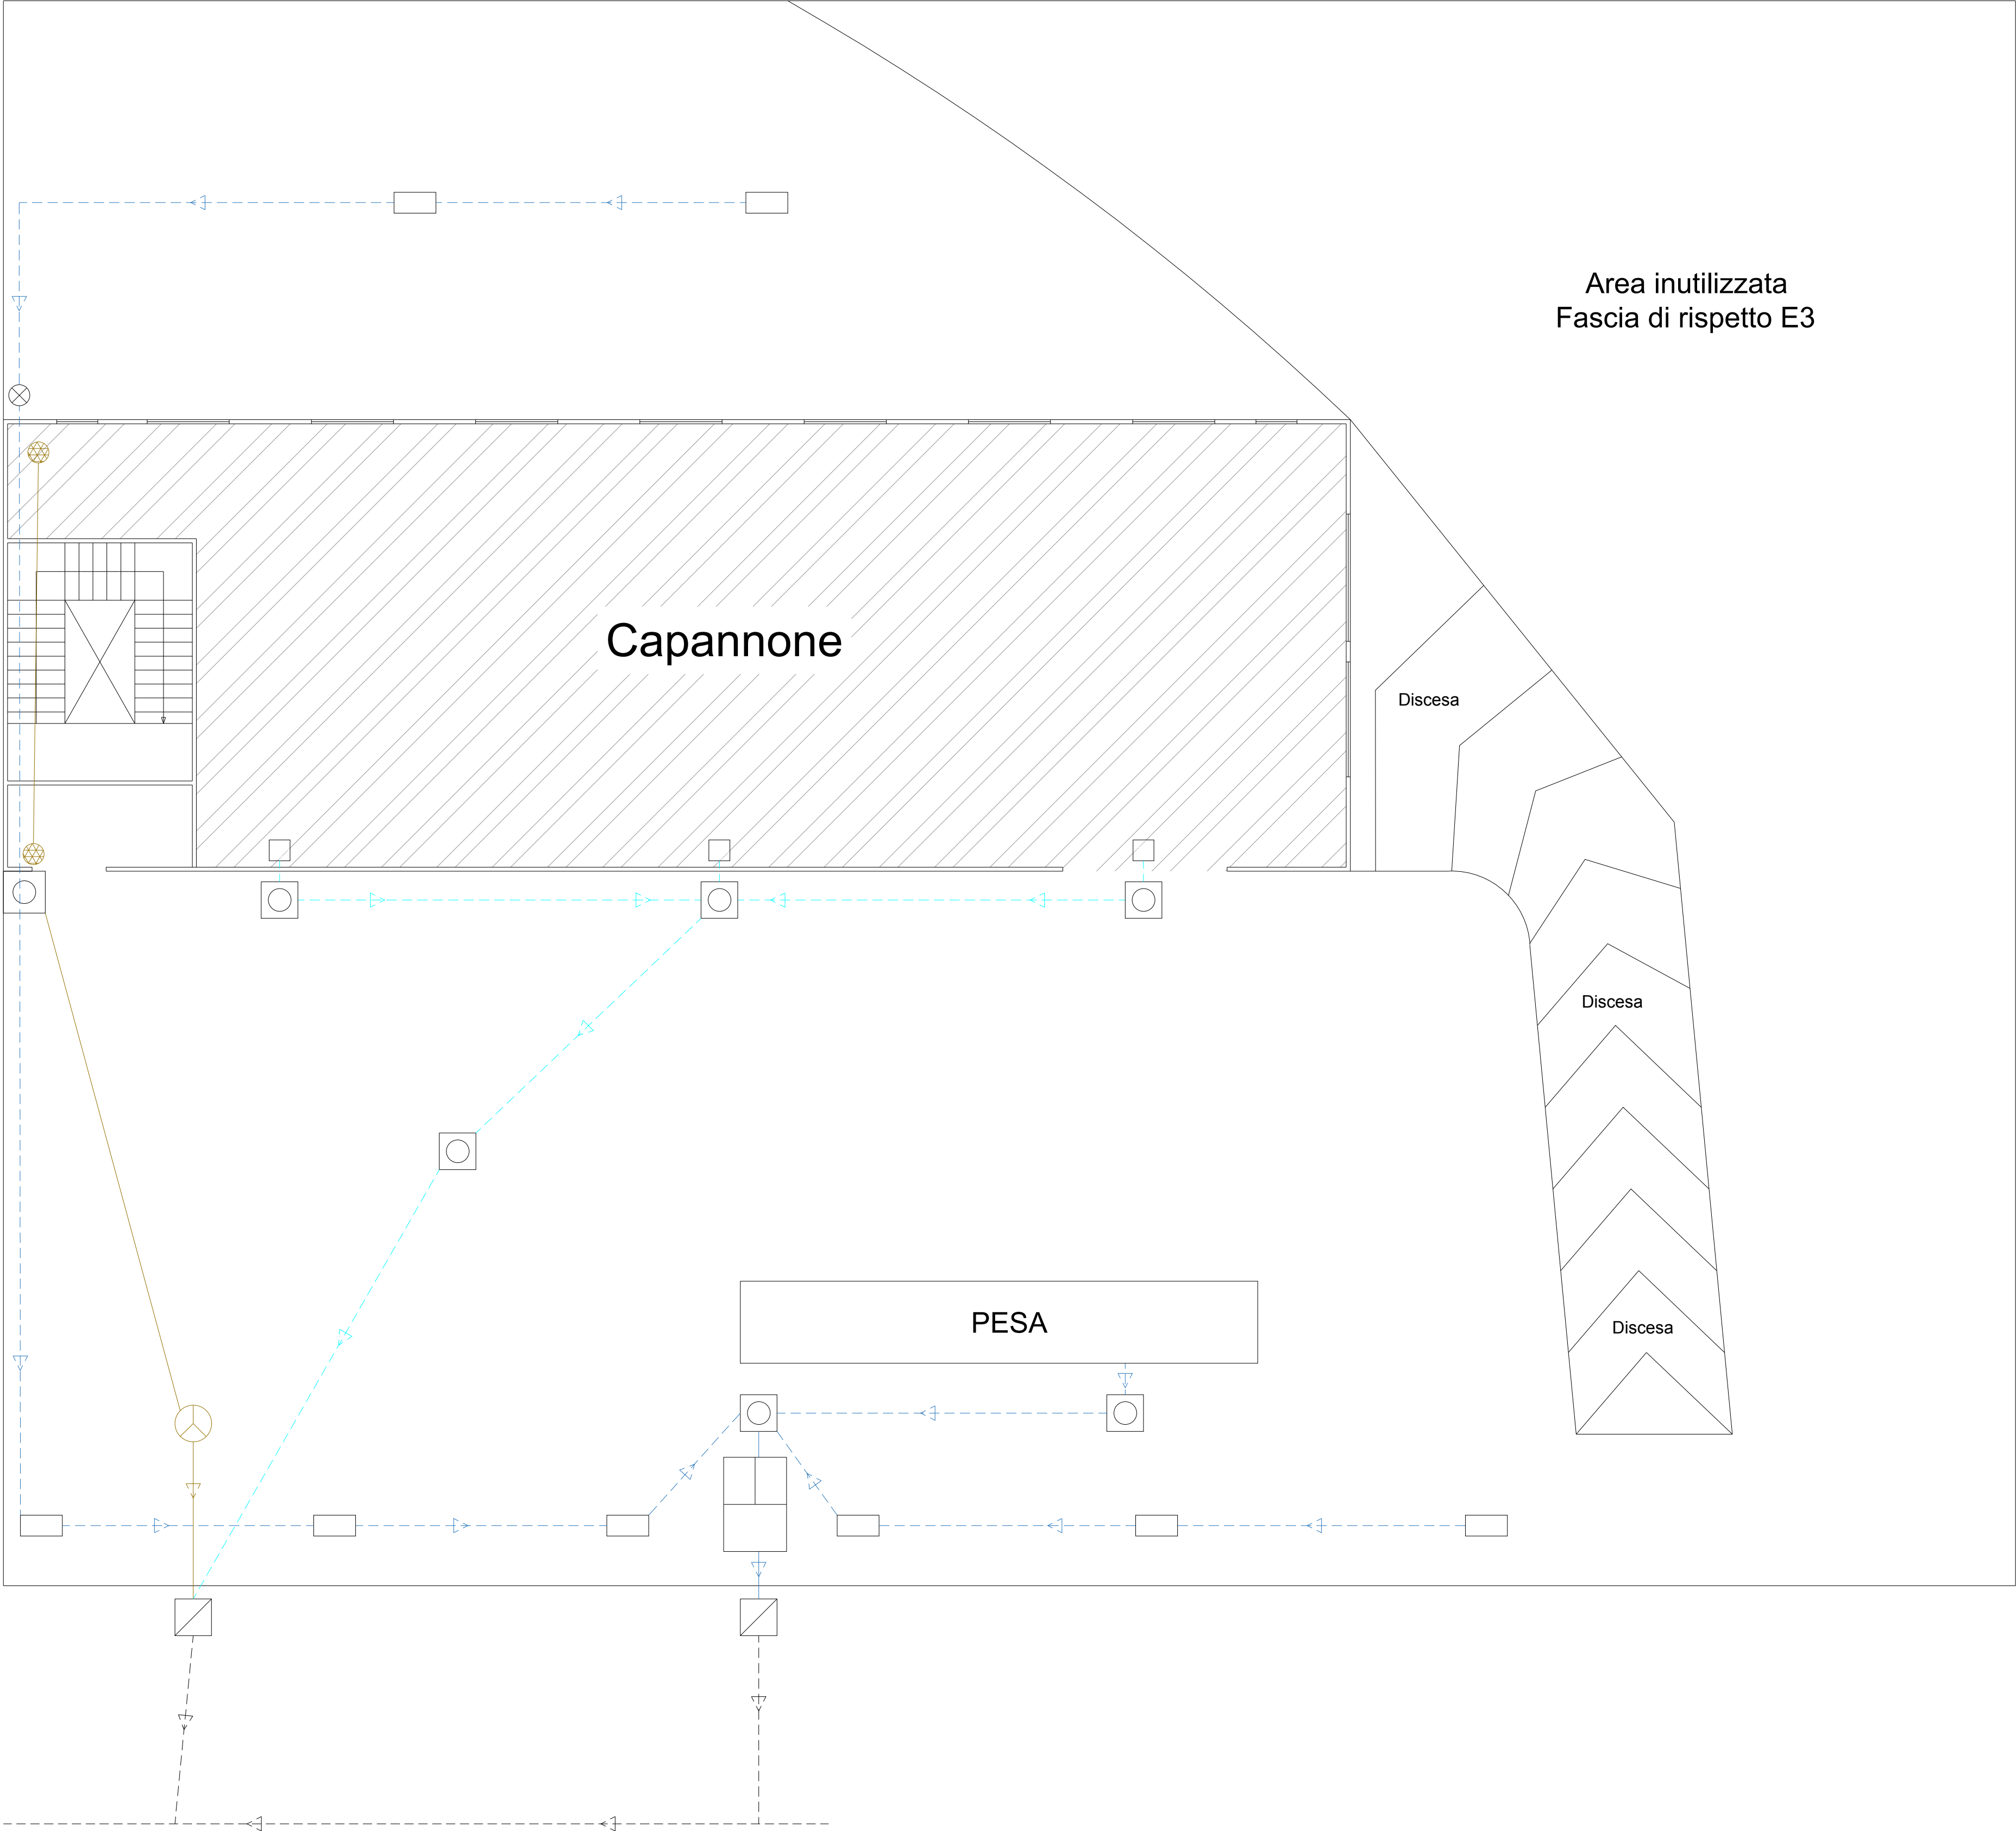 Area inutilizzata
Fascia di rispetto E3
Capannone
Discesa
Discesa
PESA
Discesa